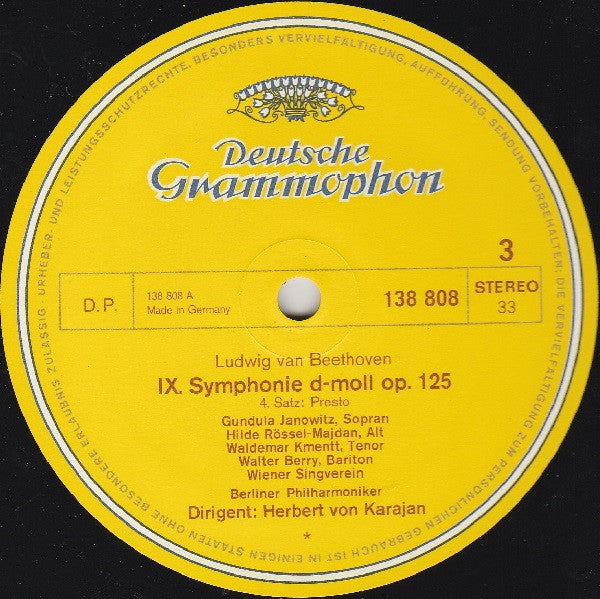 URHEBER- UND LEISTUNGSSCHUTZRECHTE, BESONDERS VERVIELFÄLTIGUNG, AUFFÜHRUNG, SENDUNG VORBEHALTEN: DIE VERVIELFÄLTIGUNG ZUM PERSÖNLICHEN GEBRAUCH IST IN EINIGEN STAATEN OHNE BESONDERE ERLAUBNIS ZULÄSSIG
Deutsche
Grammophon
3
D.P.
138 808 A
Made in Germany
138 808
STEREO
33
Ludwig van Beethoven
IX. Symphonie d-moll op. 125
4. Satz: Presto
Gundula Janowitz, Sopran
Hilde Rössel-Majdan, Alt
Waldemar Kmentt, Tenor
Walter Berry, Bariton
Wiener Singverein
Berliner Philharmoniker
Dirigent: Herbert von Karajan
*